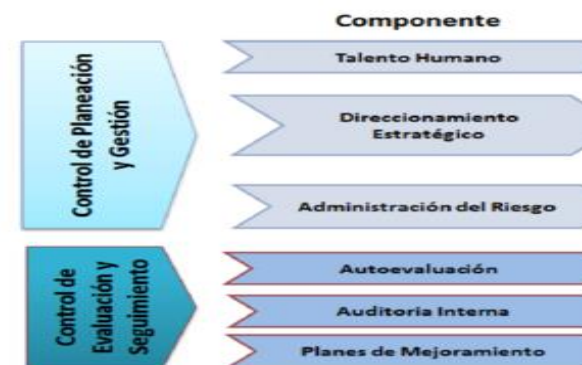 Componente
Control de Planeación
y Gestión
Talento Humano
Direccionamiento
Estratégico
Administración del Riesgo
Control de
Evaluación y
Seguimiento
Autoevaluación
Auditoria Interna
Planes de Mejoramiento